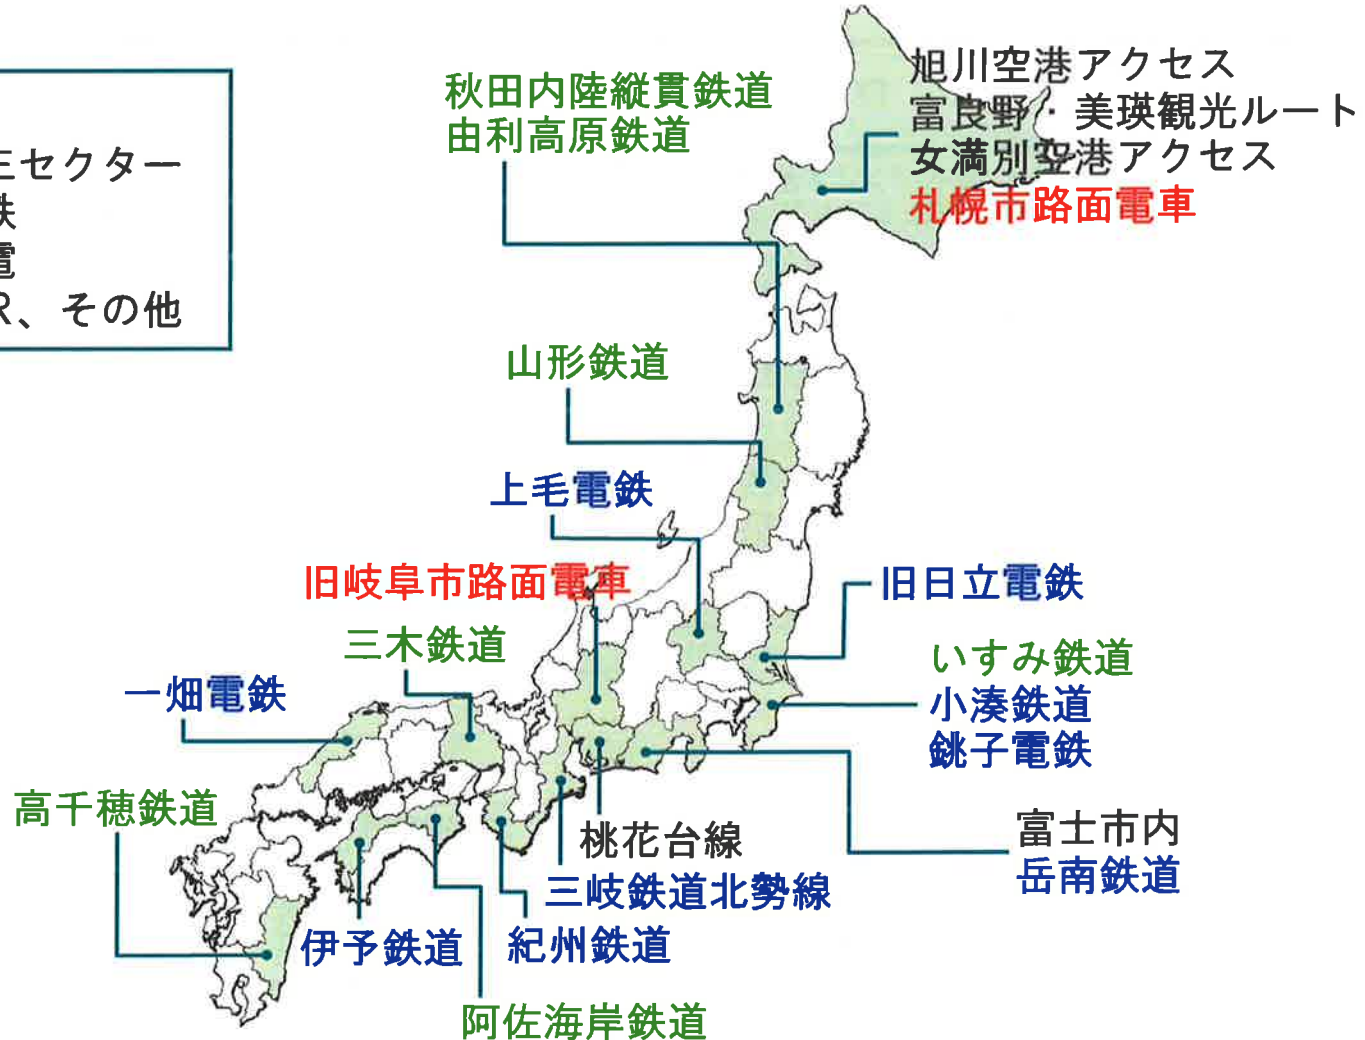 三セクター
鉄
電
R、その他
秋田内陸縦貫鉄道
由利高原鉄道
旭川空港アクセス
富良野・美瑛観光ルート
女満別空港アクセス
札幌市路面電車
山形鉄道
上毛電鉄
旧岐阜市路面電車
旧日立電鉄
三木鉄道
いすみ鉄道
小湊鉄道
銚子電鉄
一畑電鉄
高千穂鉄道
桃花台線
富士市内
岳南鉄道
三岐鉄道北勢線
伊予鉄道
紀州鉄道
阿佐海岸鉄道